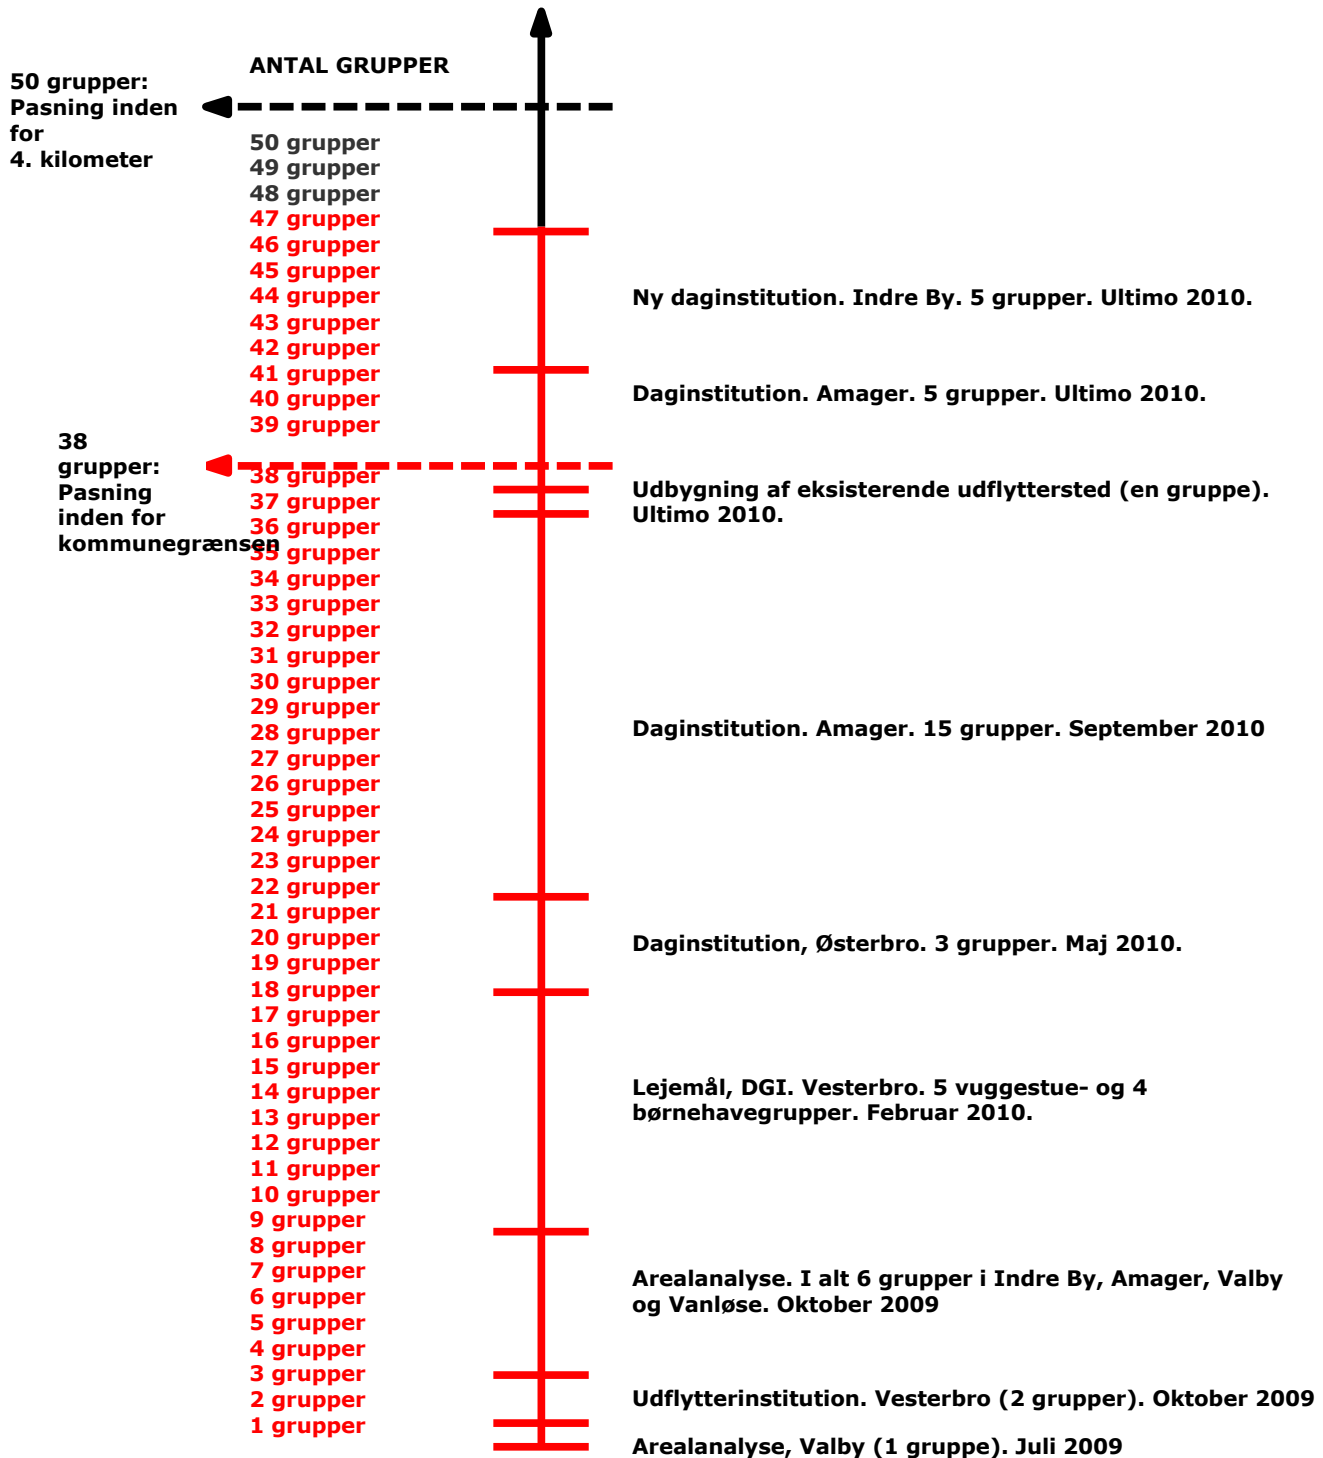 ANTAL GRUPPER
50 grupper:
Pasning inden
for
4. kilometer
50 grupper
49 grupper
48 grupper
47 grupper
46 grupper
45 grupper
44 grupper
43 grupper
42 grupper
41 grupper
40 grupper
39 grupper
38
grupper:
Pasning
inden for
kommunegrænsen
38 grupper
37 grupper
36 grupper
35 grupper
34 grupper
33 grupper
32 grupper
31 grupper
30 grupper
29 grupper
28 grupper
27 grupper
26 grupper
25 grupper
24 grupper
23 grupper
22 grupper
21 grupper
20 grupper
19 grupper
18 grupper
17 grupper
16 grupper
15 grupper
14 grupper
13 grupper
12 grupper
11 grupper
10 grupper
9 grupper
8 grupper
7 grupper
6 grupper
5 grupper
4 grupper
3 grupper
2 grupper
1 grupper
Ny daginstitution. Indre By. 5 grupper. Ultimo 2010.
Daginstitution. Amager. 5 grupper. Ultimo 2010.
Udbygning af eksisterende udflyttersted (en gruppe).
Ultimo 2010.
Daginstitution. Amager. 15 grupper. September 2010
Daginstitution, Østerbro. 3 grupper. Maj 2010.
Lejemål, DGI. Vesterbro. 5 vuggestue- og 4
børnehavegrupper. Februar 2010.
Arealanalyse. I alt 6 grupper i Indre By, Amager, Valby
og Vanløse. Oktober 2009
Udflytterinstitution. Vesterbro (2 grupper). Oktober 2009
Arealanalyse, Valby (1 gruppe). Juli 2009